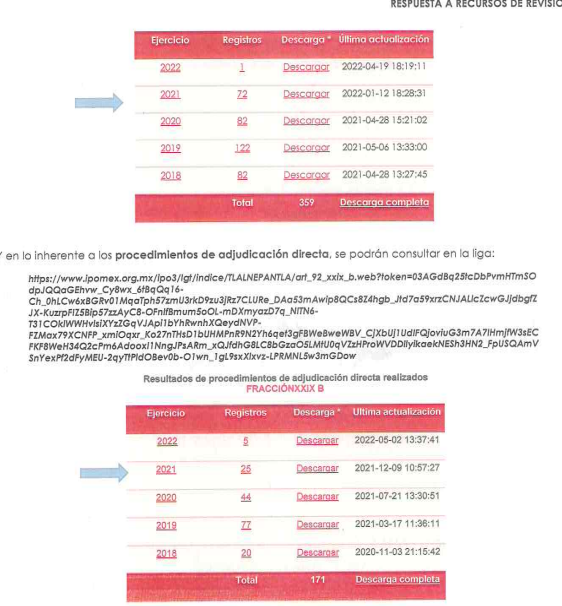 RESPUESTA A RECURSOS DE REVISIÓ
Ejercicio Registros Descarga * Última actualización
2022 1 Descargar 2022-04-19 18:19:11
2021 72 Descargar 2022-01-12 18:28:31
2020 82 Descargar 2021-04-28 15:21:02
2019 122 Descargar 2021-05-06 13:33:00
2018 82 Descargar 2021-04-28 13:27:45
Total 359 Descarga completa
Y en lo inherente a los procedimientos de adjudicación directa, se podrán consultar en la liga:
https://www.ipomex.org.mx/ipo3/lgt/indice/TLALNEPANTLA/art_92_xxix_b.web?token=03AGdBq25tcDbPvmHTmSO
dpJQQaGEhvw_Cy8wx_6fBqQq16-
Ch_0hLCw6xBGRv01MqaTph57zmU3rkD9zu3jRz7CLURe_DAa53mAwlp8QCs8Z4hgb_Jtd7a59xrzCNJALlcZcwGJjdbgfZ
JX-KuzrpFIZ5Bip57zzAyC8-OFnIfBmum5oOL-mDXmyazD7q_NITN6-
T31COkIWWHvlsiXYsZGqVJApi1bYhRwnhXQeydNVP-
FZMax79XCNFP_xmiOqxr_Ko27nTHsD1bUHMPnR9N2Yh6qet3gF8WeBweWBV_CjXbUj1UdIFQjoviuG3m7A7lHmjfW3sEC
FKF8WeH34Q2cPm6Adooxl1NngJPsARm_xQJfdhG8LC8bGzaO5LMfU0qVZzHProWVDDIlyikaekNESh3HN2_FpUSQAmV
SnYexPf2dFyMEU-2qyTfPldOBev0b-O1wn_1gL9sxXlxvz-LPRMNL5w3mGDow
Resultados de procedimientos de adjudicación directa realizados
FRACCIÓNXXIX B
Ejercicio Registros Descarga * Ultima actualización
2022 5 Descargar 2022-05-02 13:37:41
2021 25 Descargar 2021-12-09 10:57:27
2020 44 Descargar 2021-07-21 13:30:51
2019 77 Descargar 2021-03-17 11:36:11
2018 20 Descargar 2020-11-03 21:15:42
Total 171 Descarga completa